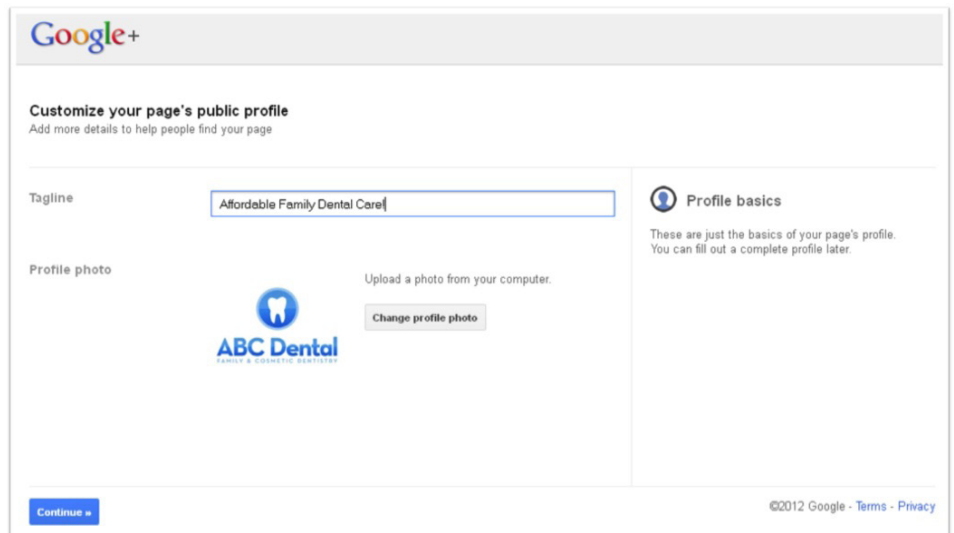 Google+
Customize your page's public profile
Add more details to help people find your page
Tagline
Affordable Family Dental Care!
Profile basics
These are just the basics of your page's profile.
You can fill out a complete profile later.
Profile photo
Upload a photo from your computer.
Change profile photo
ABC Dental
FAMILY & COSMETIC DENTISTRY
Continue »
©2012 Google - Terms - Privacy